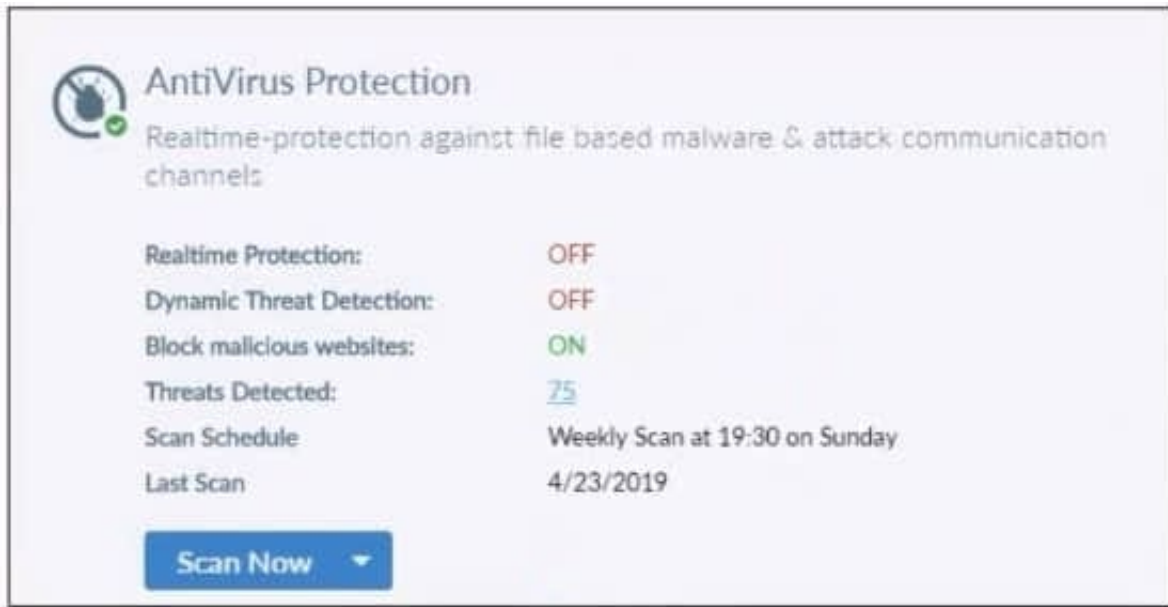 AntiVirus Protection
Realtime-protection against file based malware & attack communication
channels
Realtime Protection: OFF
Dynamic Threat Detection: OFF
Block malicious websites: ON
Threats Detected: 75
Scan Schedule Weekly Scan at 19:30 on Sunday
Last Scan 4/23/2019
Scan Now